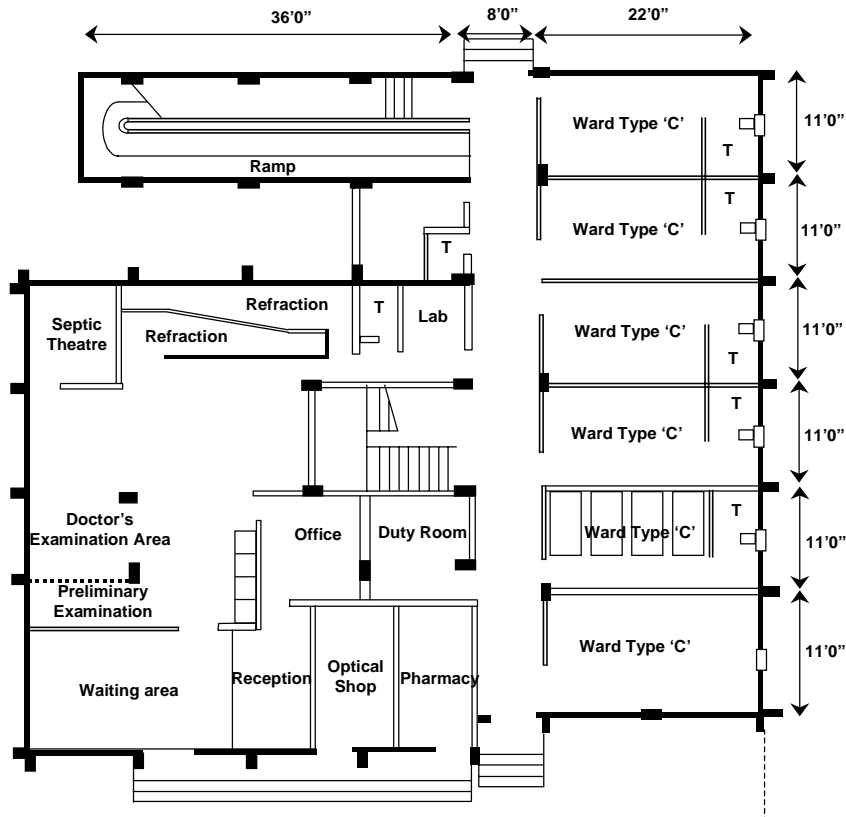 36’0”
8’0”
22’0”
Ward Type ‘C’
11’0”
T
Ramp
T
Ward Type ‘C’
11’0”
T
Refraction
T
Lab
Septic
Theatre
Refraction
Ward Type ‘C’
11’0”
T
T
Ward Type ‘C’
11’0”
Doctor’s
Examination Area
Office
Duty Room
Ward Type ‘C’
T
11’0”
Preliminary
Examination
Ward Type ‘C’
11’0”
Waiting area
Reception
Optical
Shop
Pharmacy